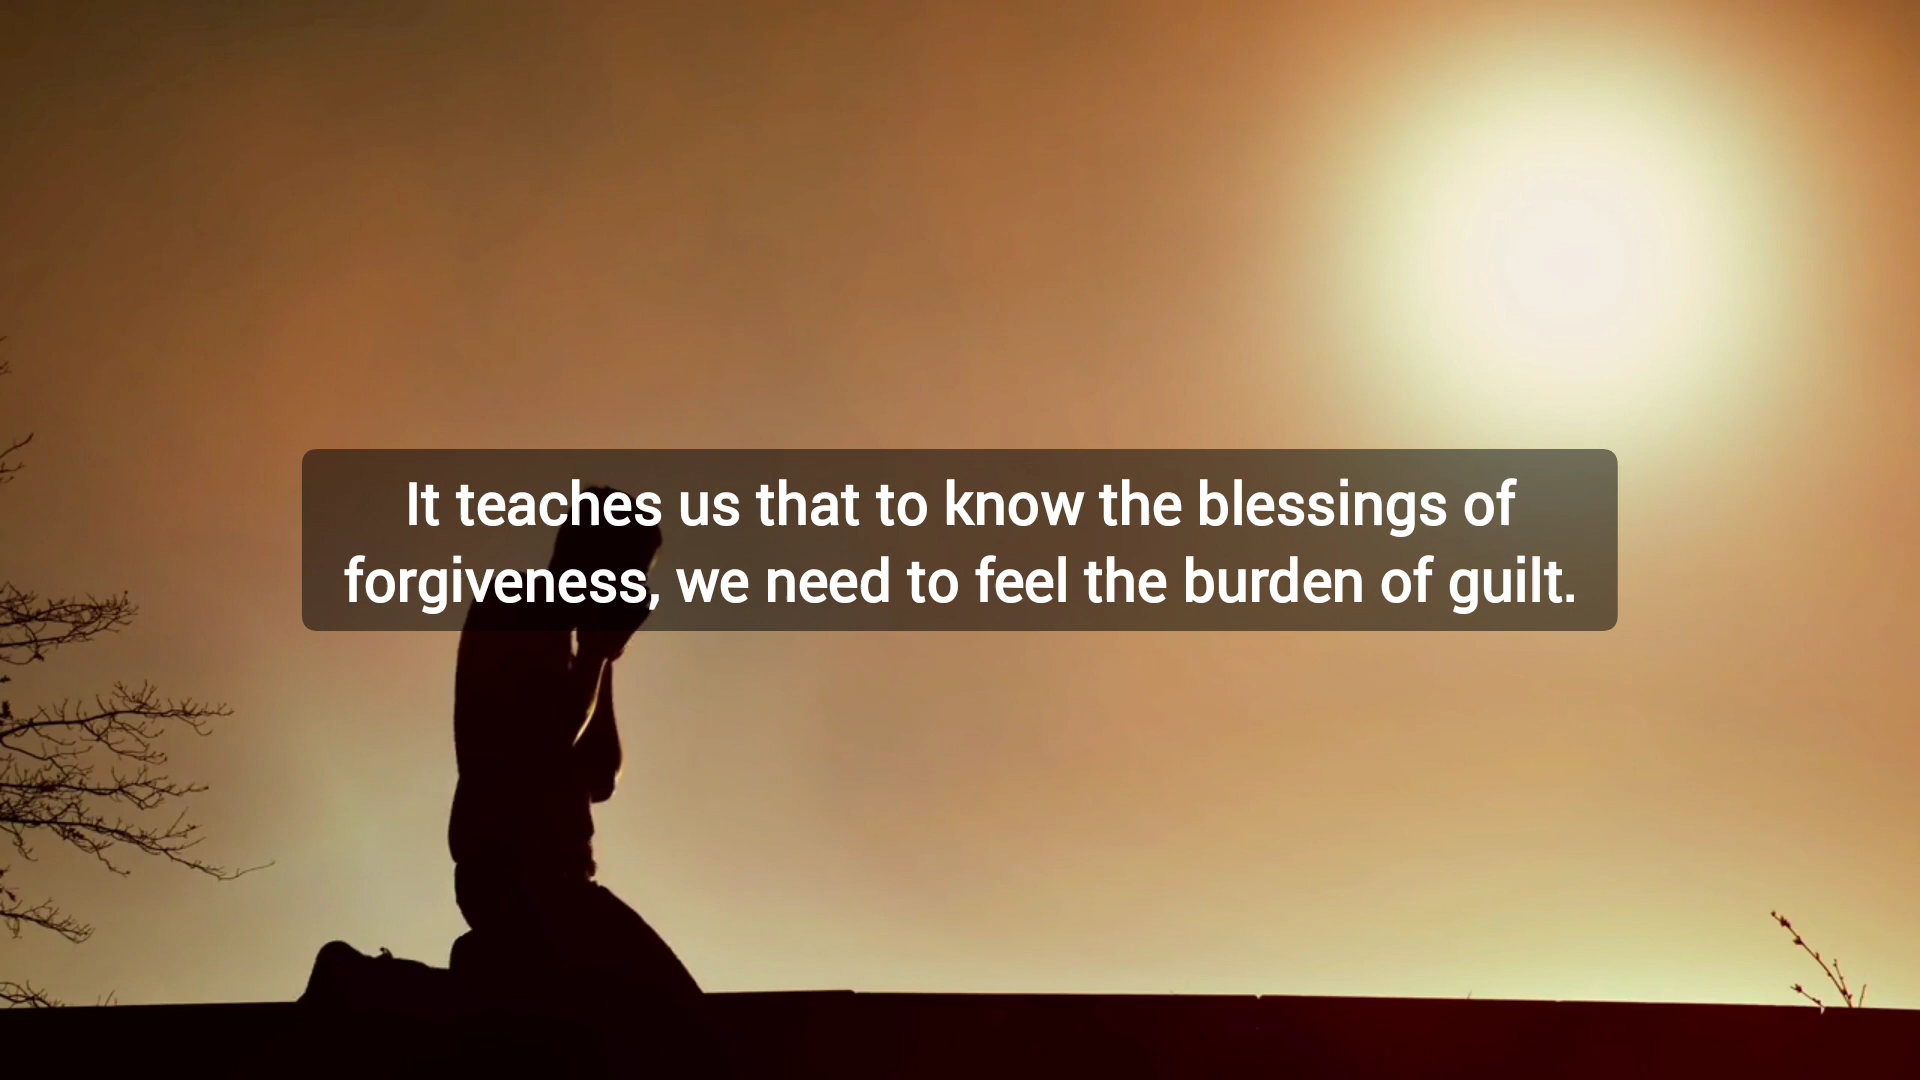 It teaches us that to know the blessings of
forgiveness, we need to feel the burden of guilt.